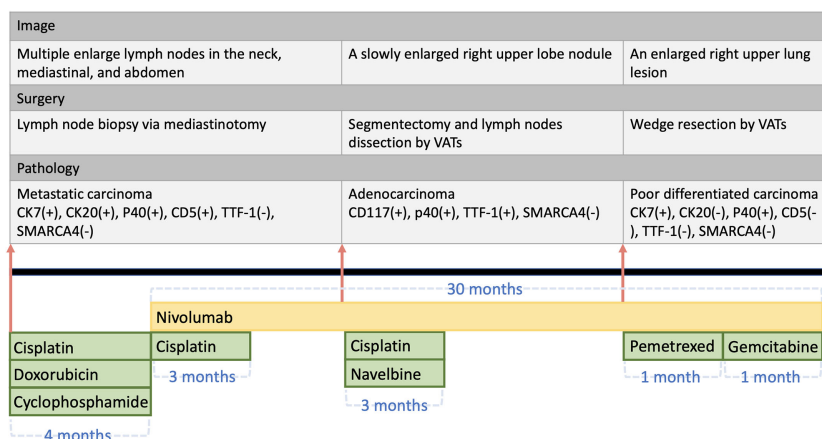 Image
Multiple enlarge lymph nodes in the neck,
mediastinal, and abdomen
A slowly enlarged right upper lobe nodule
An enlarged right upper lung
lesion
Surgery
Lymph node biopsy via mediastinotomy
Segmentectomy and lymph nodes
dissection by VATs
Wedge resection by VATs
Pathology
Metastatic carcinoma
CK7(+), CK20(+), P40(+), CD5(+), TTF-1(-),
SMARCA4(-)
Adenocarcinoma
CD117(+), p40(+), TTF-1(+), SMARCA4(-)
Poor differentiated carcinoma
CK7(+), CK20(-), P40(+), CD5(-
), TTF-1(-), SMARCA4(-)
30 months
Nivolumab
Cisplatin
Doxorubicin
Cyclophosphamide
4 months
Cisplatin
3 months
Cisplatin
Navelbine
3 months
Pemetrexed
1 month
Gemcitabine
1 month